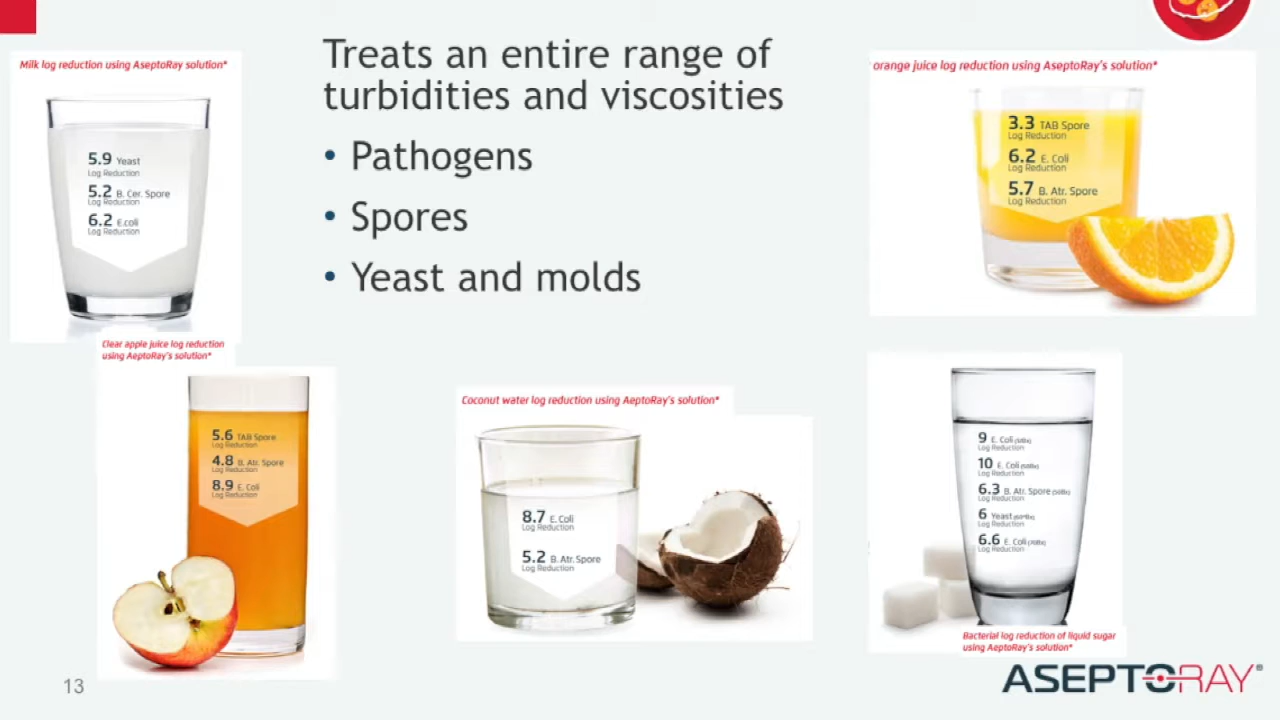 Treats an entire range of
turbidities and viscosities
• Pathogens
• Spores
• Yeast and molds
Milk log reduction using AseptoRay solution*
5.9 Yeast
Log Reduction
5.2 B. Cer. Spore
Log Reduction
6.2 E.coli
Log Reduction
orange juice log reduction using AseptoRay's solution*
3.3 TAB Spore
Log Reduction
6.2 E. Coli
Log Reduction
5.7 B. Atr. Spore
Log Reduction
Clear apple juice log reduction
using AeptoRay's solution*
5.6 TAB Spore
Log Reduction
4.8 B. Atr. Spore
Log Reduction
8.9 E. Coli
Log Reduction
Coconut water log reduction using AeptoRay's solution*
8.7 E. Coli
Log Reduction
5.2 B. Atr. Spore
Log Reduction
9 E. Coli
Log Reduction
10 E. Coli
Log Reduction
6.3 B. Atr. Spore
Log Reduction
6 Yeast
Log Reduction
6.6 E. Coli
Log Reduction
Bacterial log reduction of liquid sugar
using AeptoRay's solution*
13
ASEPTORAY®